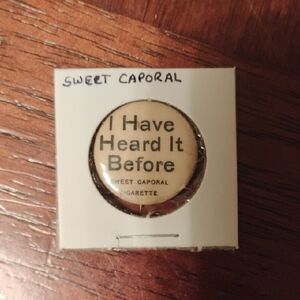 SWEET CAPORAL
I Have
Heard It
Before
SWEET CAPORAL
CIGARETTE